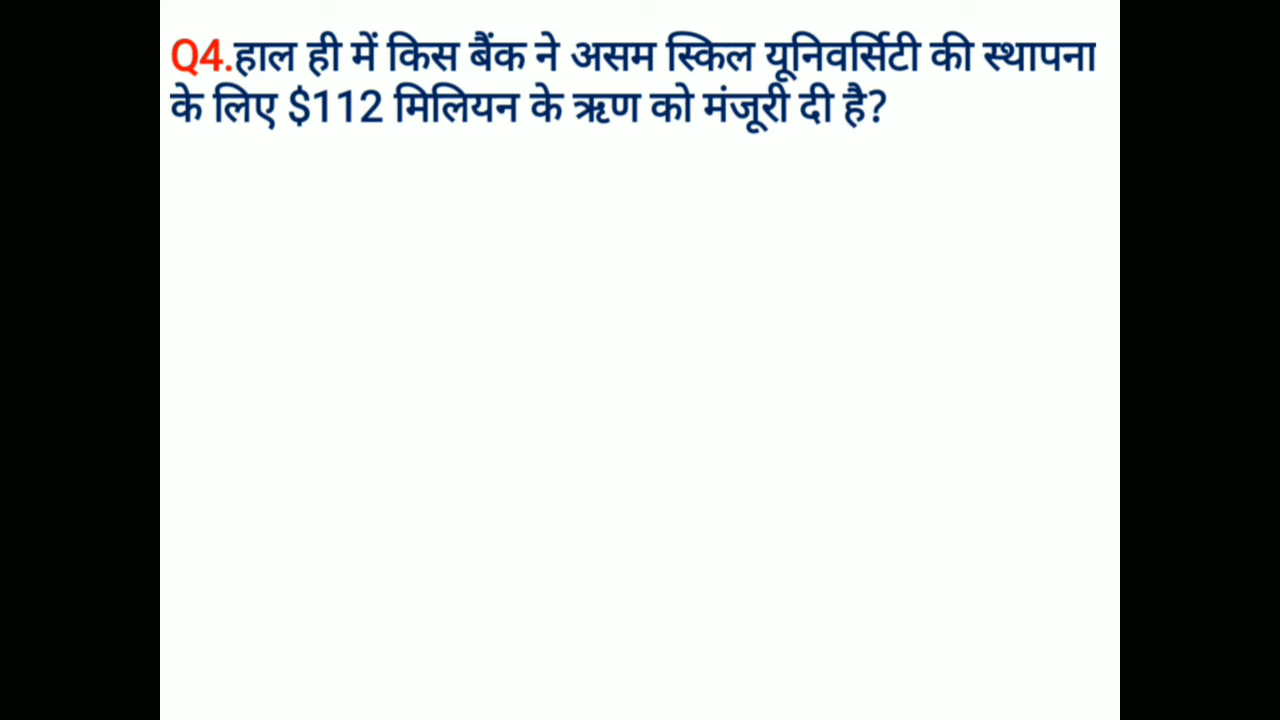 Q4.हाल ही में किस बैंक ने असम स्किल यूनिवर्सिटी की स्थापना
के लिए $112 मिलियन के ऋण को मंजूरी दी है?